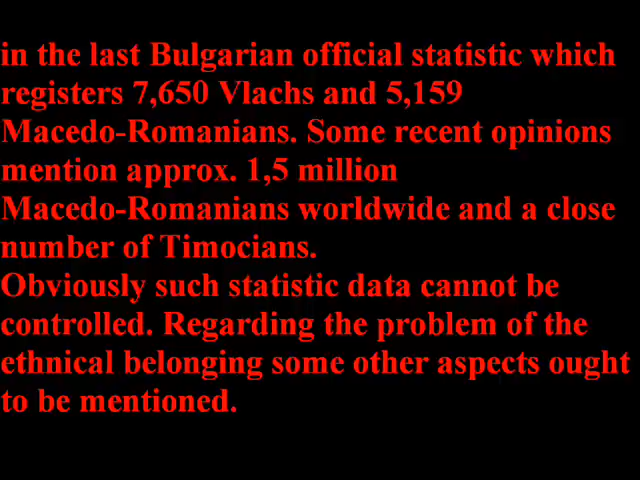 in the last Bulgarian official statistic which
registers 7,650 Vlachs and 5,159
Macedo-Romanians. Some recent opinions
mention approx. 1,5 million
Macedo-Romanians worldwide and a close
number of Timocians.
Obviously such statistic data cannot be
controlled. Regarding the problem of the
ethnical belonging some other aspects ought
to be mentioned.